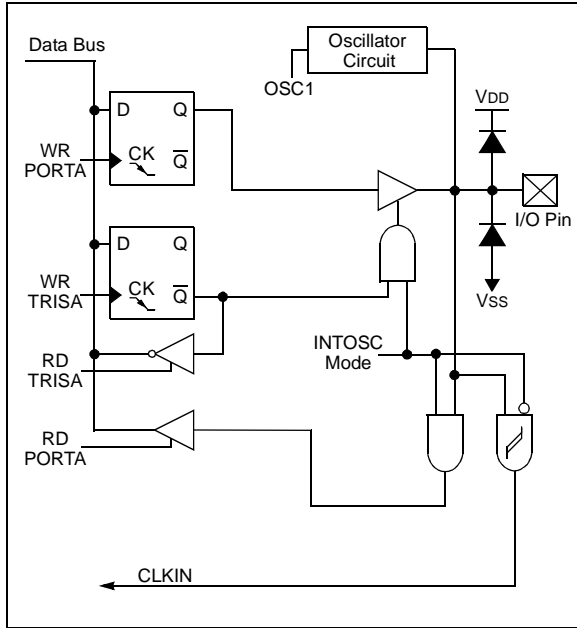 Data Bus
Oscillator
Circuit
OSC1
VDD
D Q
WR
PORTA
CK Q̅
I/O Pin
D Q
WR
TRISA
CK Q̅
VSS
RD
TRISA
INTOSC
Mode
RD
PORTA
CLKIN